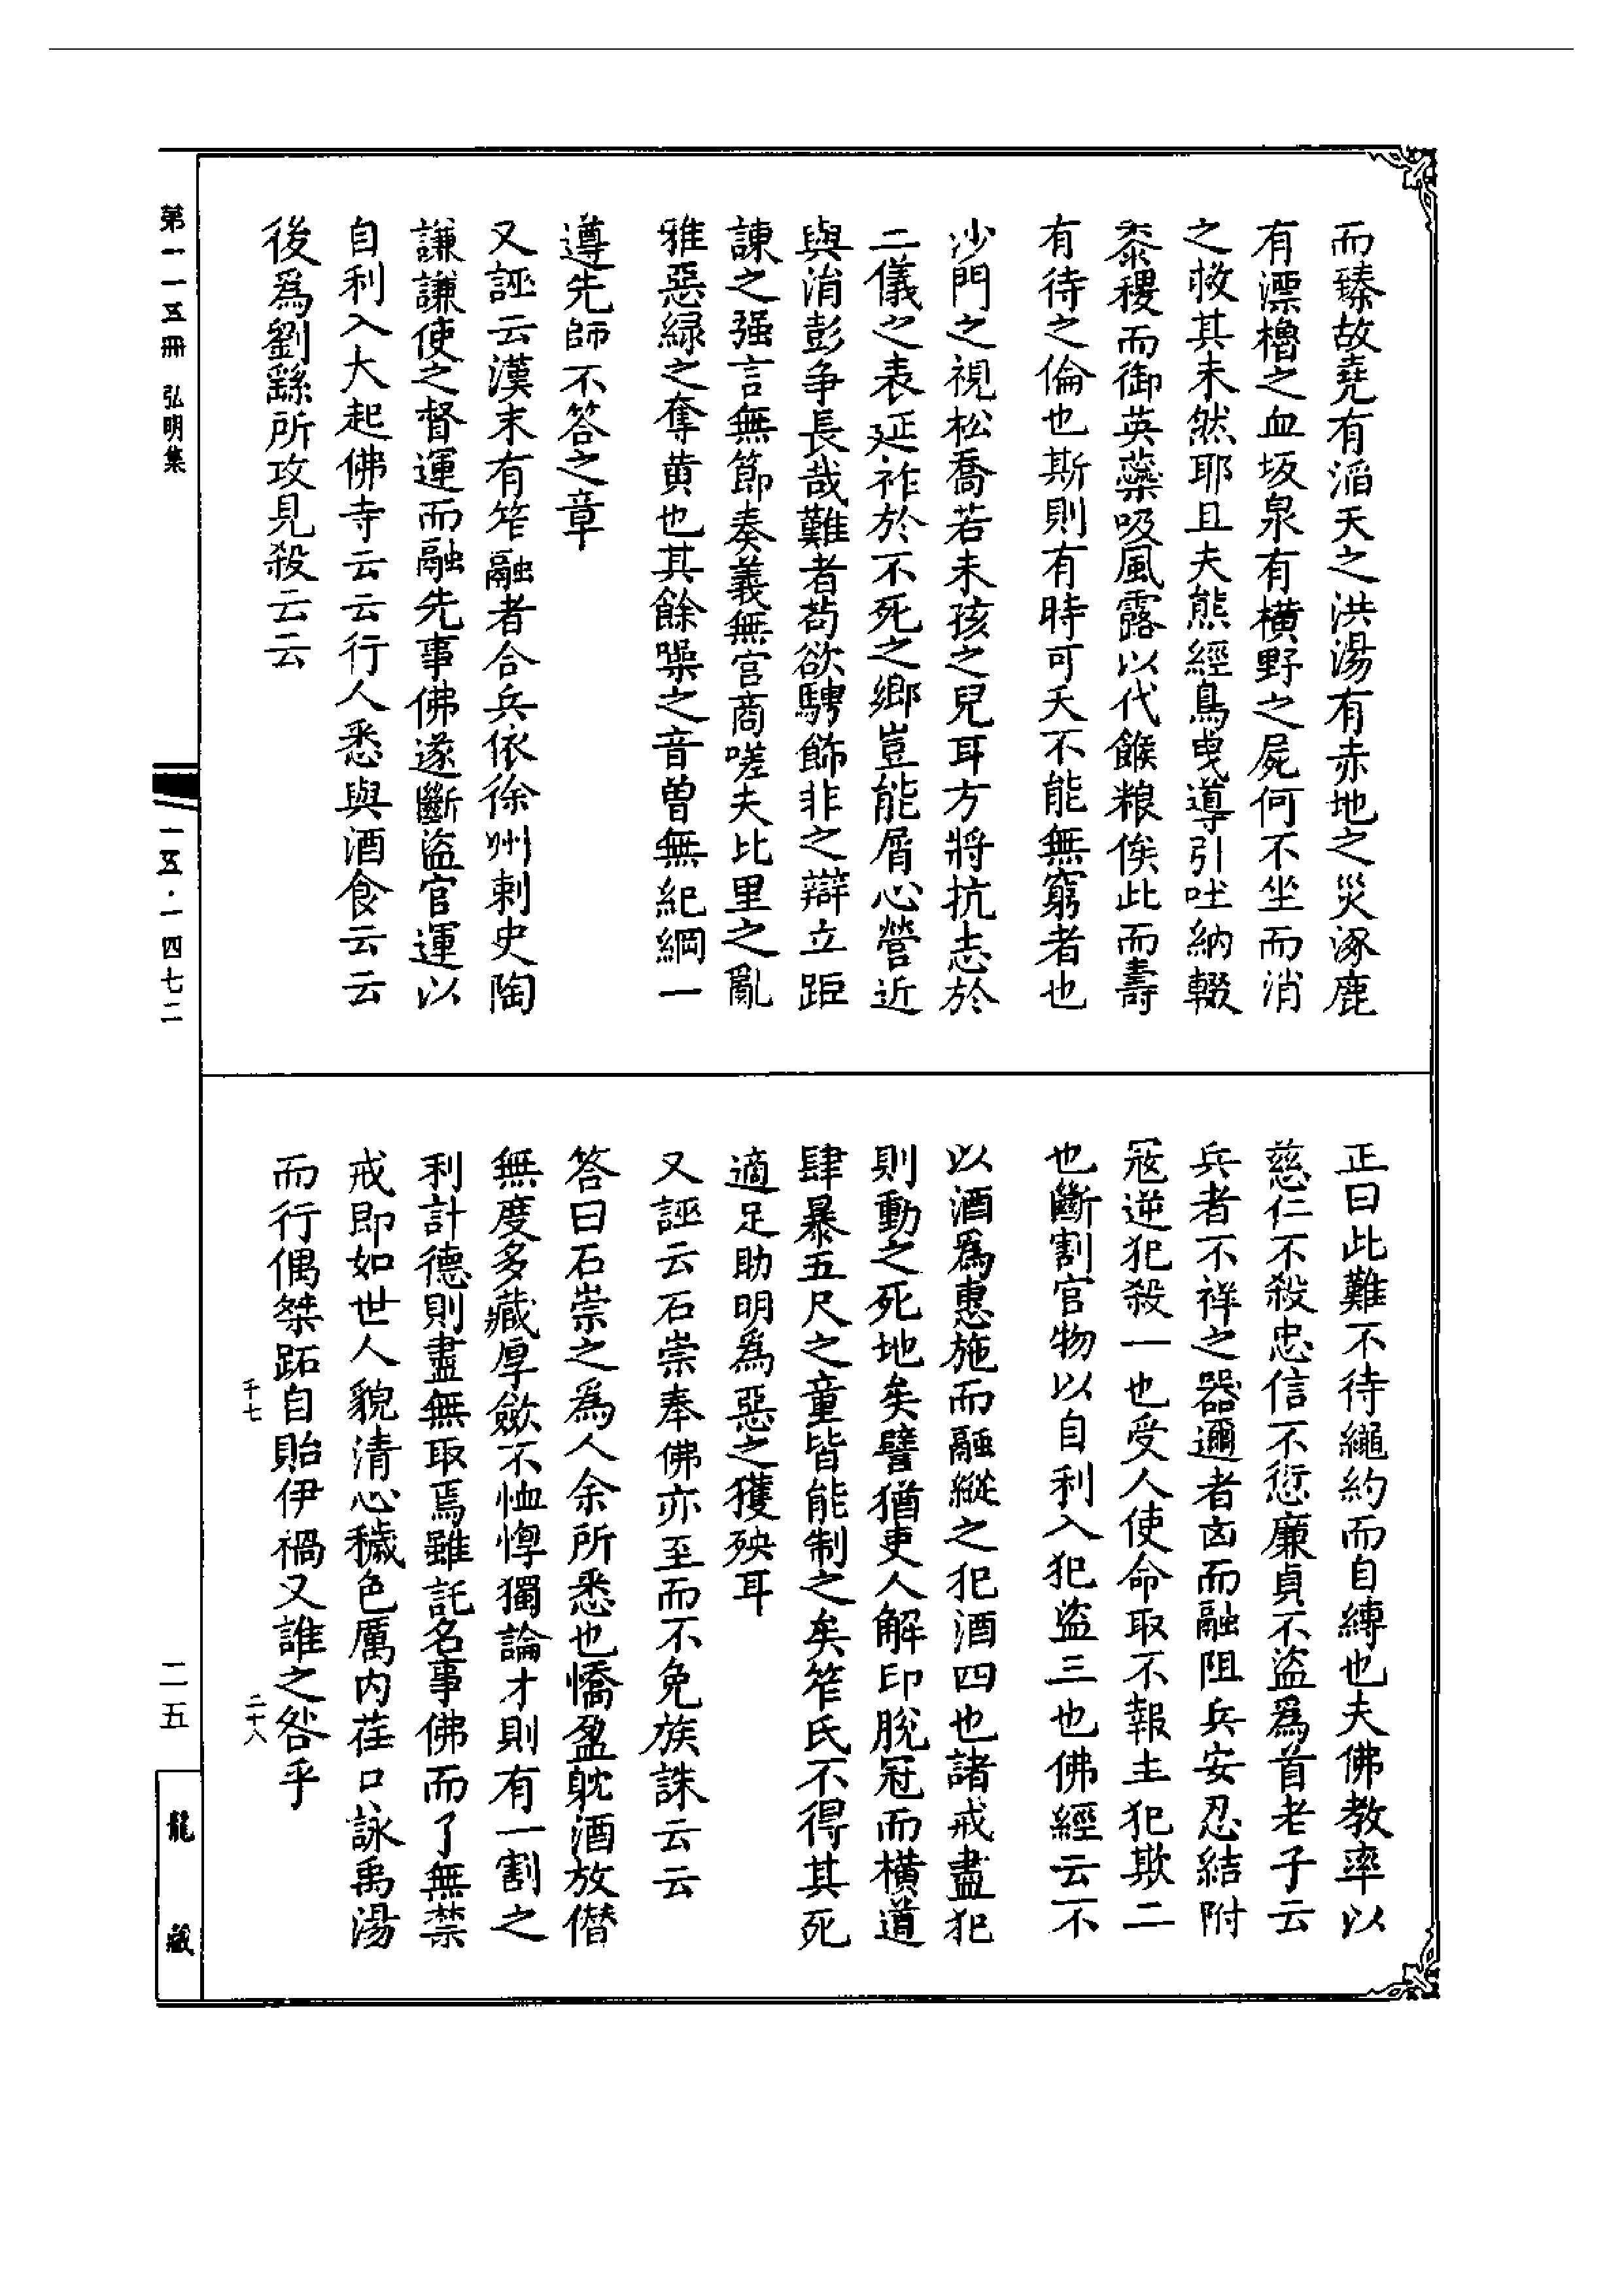 而臻故堯有滔天之洪湯有赤地之災涿鹿
有漂櫓之血坂泉有橫野之屍何不坐而消
之救其未然耶且夫熊經鳥曵導引吐納輟
黍稷而御英藥吸風露以代餱粮俟此而壽
有待之倫也斯則有時可夭不能無窮者也
沙門之視松喬若未孩之兒耳方將抗志於
二儀之表延祚於不死之鄉豈能屑心營近
與涓彭爭長哉難者苟欲騁飾非之辯立距
諫之强言無節奏義無宫商嗟夫比里之亂
雅惡緑之奪黄也其餘噪之音曾無紀綱一
遵先師不答之章
又誣云漢末有笮融者合兵依徐州刺史陶
謙謙使之督運而融先事佛遂斷盜官運以
自利入大起佛寺云云行人悉與酒食云云
後爲劉繇所攻見殺云云
正曰此難不待繩約而自縛也夫佛教率以
慈仁不殺忠信不愆廉貞不盜爲首老子云
兵者不祥之器邇者凶而融阻兵安忍結附
寇逆犯殺一也受人使命取不報主犯欺二
也斷割官物以自利入犯盜三也佛經云不
以酒爲惠施而融縱之犯酒四也諸戒盡犯
則動之死地矣譬猶吏人解印脫冠而橫道
肆暴五尺之童皆能制之矣笮氏不得其死
適足助明爲惡之獲殃耳
又誣云石崇奉佛亦至而不免族誅云云
答曰石崇之爲人余所悉也憍盈躭酒放僣
無度多藏厚斂不恤惸獨論才則有一割之
利計德則盡無取焉雖託名事佛而了無禁
戒即如世人貌清心穢色厲内荏口詠禹湯
而行偶桀跖自貽伊禍又誰之咎乎
千七
二十八
第一一五冊 弘明集
一五·一四七二
二五
龍藏